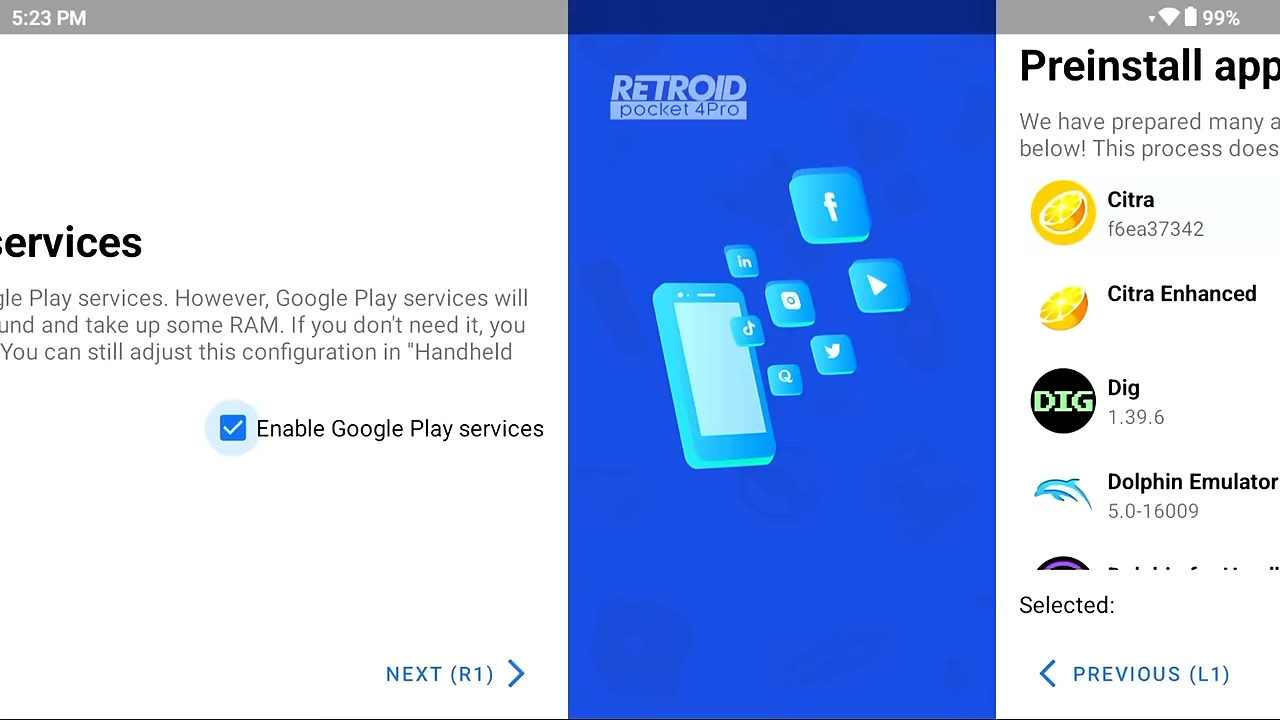 5:23 PM
99%
services
gle Play services. However, Google Play services will
und and take up some RAM. If you don't need it, you
You can still adjust this configuration in "Handheld
Enable Google Play services
NEXT (R1)
RETROID
pocket 4Pro
f
in
Q
Preinstall app
We have prepared many a
below! This process does
Citra
f6ea37342
Citra Enhanced
DIG
Dig
1.39.6
Dolphin Emulator
5.0-16009
Selected:
PREVIOUS (L1)